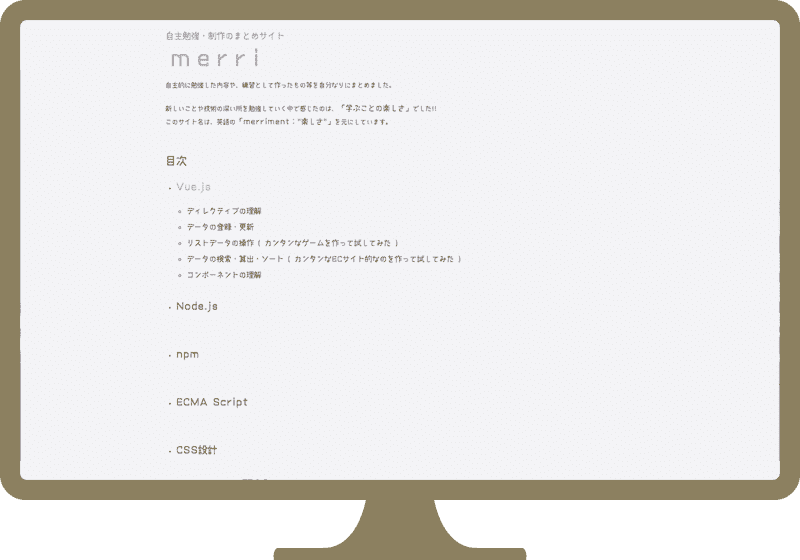 自主勉強・制作のまとめサイト
merri
自主的に勉強した内容や、練習として作ったもの等を自分なりにまとめました。
新しいことや技術の深い所を勉強していく中で感じたのは、「学ぶことの楽しさ」でした!!
このサイト名は、英語の「merriment："楽しさ"」を元にしています。
目次
Vue.js
ディレクティブの理解
データの登録・更新
リストデータの操作 ( カンタンなゲームを作って試してみた )
データの検索・算出・ソート ( カンタンなECサイト的なのを作って試してみた )
コンポーネントの理解
Node.js
npm
ECMA Script
CSS設計